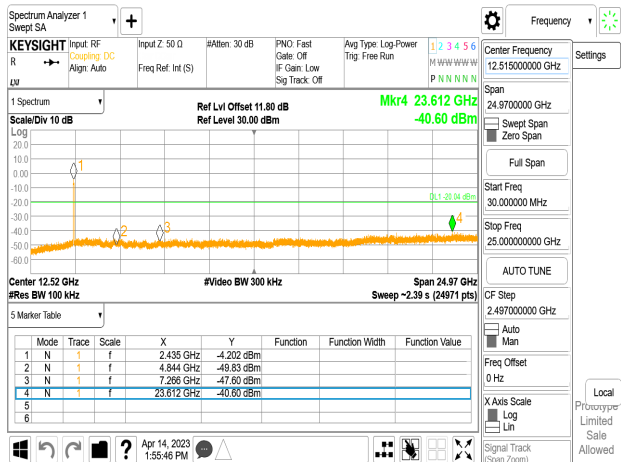 Spectrum Analyzer 1
Swept SA
Frequency
KEYSIGHT
R
LXI
Input: RF
Coupling: DC
Align: Auto
Input Z: 50 Ω
Freq Ref: Int (S)
#Atten: 30 dB
PNO: Fast
Gate: Off
IF Gain: Low
Sig Track: Off
Avg Type: Log-Power
Trig: Free Run
1 2 3 4 5 6
M W W W W W
P N N N N N
1 Spectrum
Scale/Div 10 dB
Ref Lvl Offset 11.80 dB
Ref Level 30.00 dBm
Mkr4 23.612 GHz
-40.60 dBm
Log
20.0
10.0
0.00
-10.0
-20.0
-30.0
-40.0
-50.0
-60.0
1
2
3
4
DL1 -20.04 dBm
Center 12.52 GHz
#Res BW 100 kHz
#Video BW 300 kHz
Span 24.97 GHz
Sweep ~2.39 s (24971 pts)
5 Marker Table
Mode Trace Scale X Y Function Function Width Function Value
1 N 1 f 2.435 GHz -4.202 dBm
2 N 1 f 4.844 GHz -49.83 dBm
3 N 1 f 7.266 GHz -47.60 dBm
4 N 1 f 23.612 GHz -40.60 dBm
5
6
Apr 14, 2023
1:55:46 PM
Center Frequency
12.515000000 GHz
Settings
Span
24.9700000 GHz
Swept Span
Zero Span
Full Span
Start Freq
30.000000 MHz
Stop Freq
25.000000000 GHz
AUTO TUNE
CF Step
2.497000000 GHz
Auto
Man
Freq Offset
0 Hz
X Axis Scale
Log
Lin
Signal Track
(Span Zoom)
Local
Prototype
Limited
Sale
Allowed